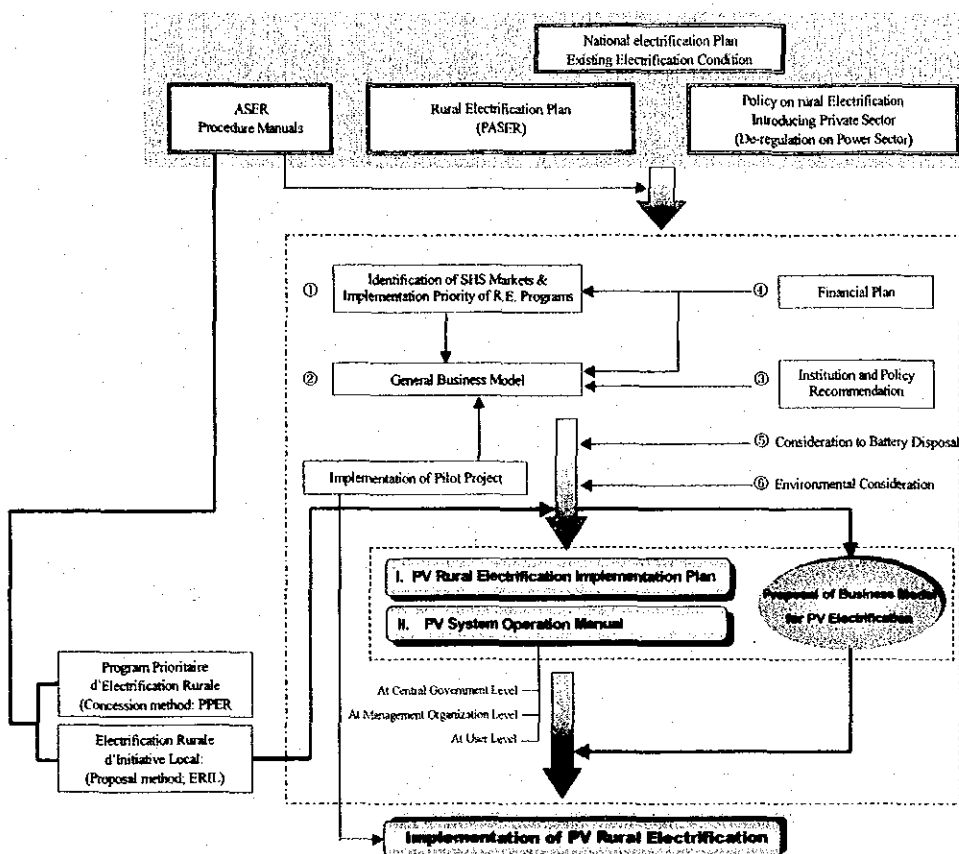 National electrification Plan
Existing Electrification Condition
ASER
Procedure Manuals
Rural Electrification Plan
(PASER)
Policy on rural Electrification
Introducing Private Sector
(De-regulation on Power Sector)
① Identification of SHS Markets &
Implementation Priority of R.E. Programs
④ Financial Plan
② General Business Model
③ Institution and Policy
Recommendation
⑤ Consideration to Battery Disposal
Implementation of Pilot Project
⑥ Environmental Consideration
I. PV Rural Electrification Implementation Plan
II. PV System Operation Manual
Proposal of Business Model
for PV Electrification
Program Prioritaire
d'Electrification Rurale
(Concession method: PPER
Electrification Rurale
d'Initiative Local:
(Proposal method; ERIL)
At Central Government Level
At Management Organization Level
At User Level
Implementation of PV Rural Electrification